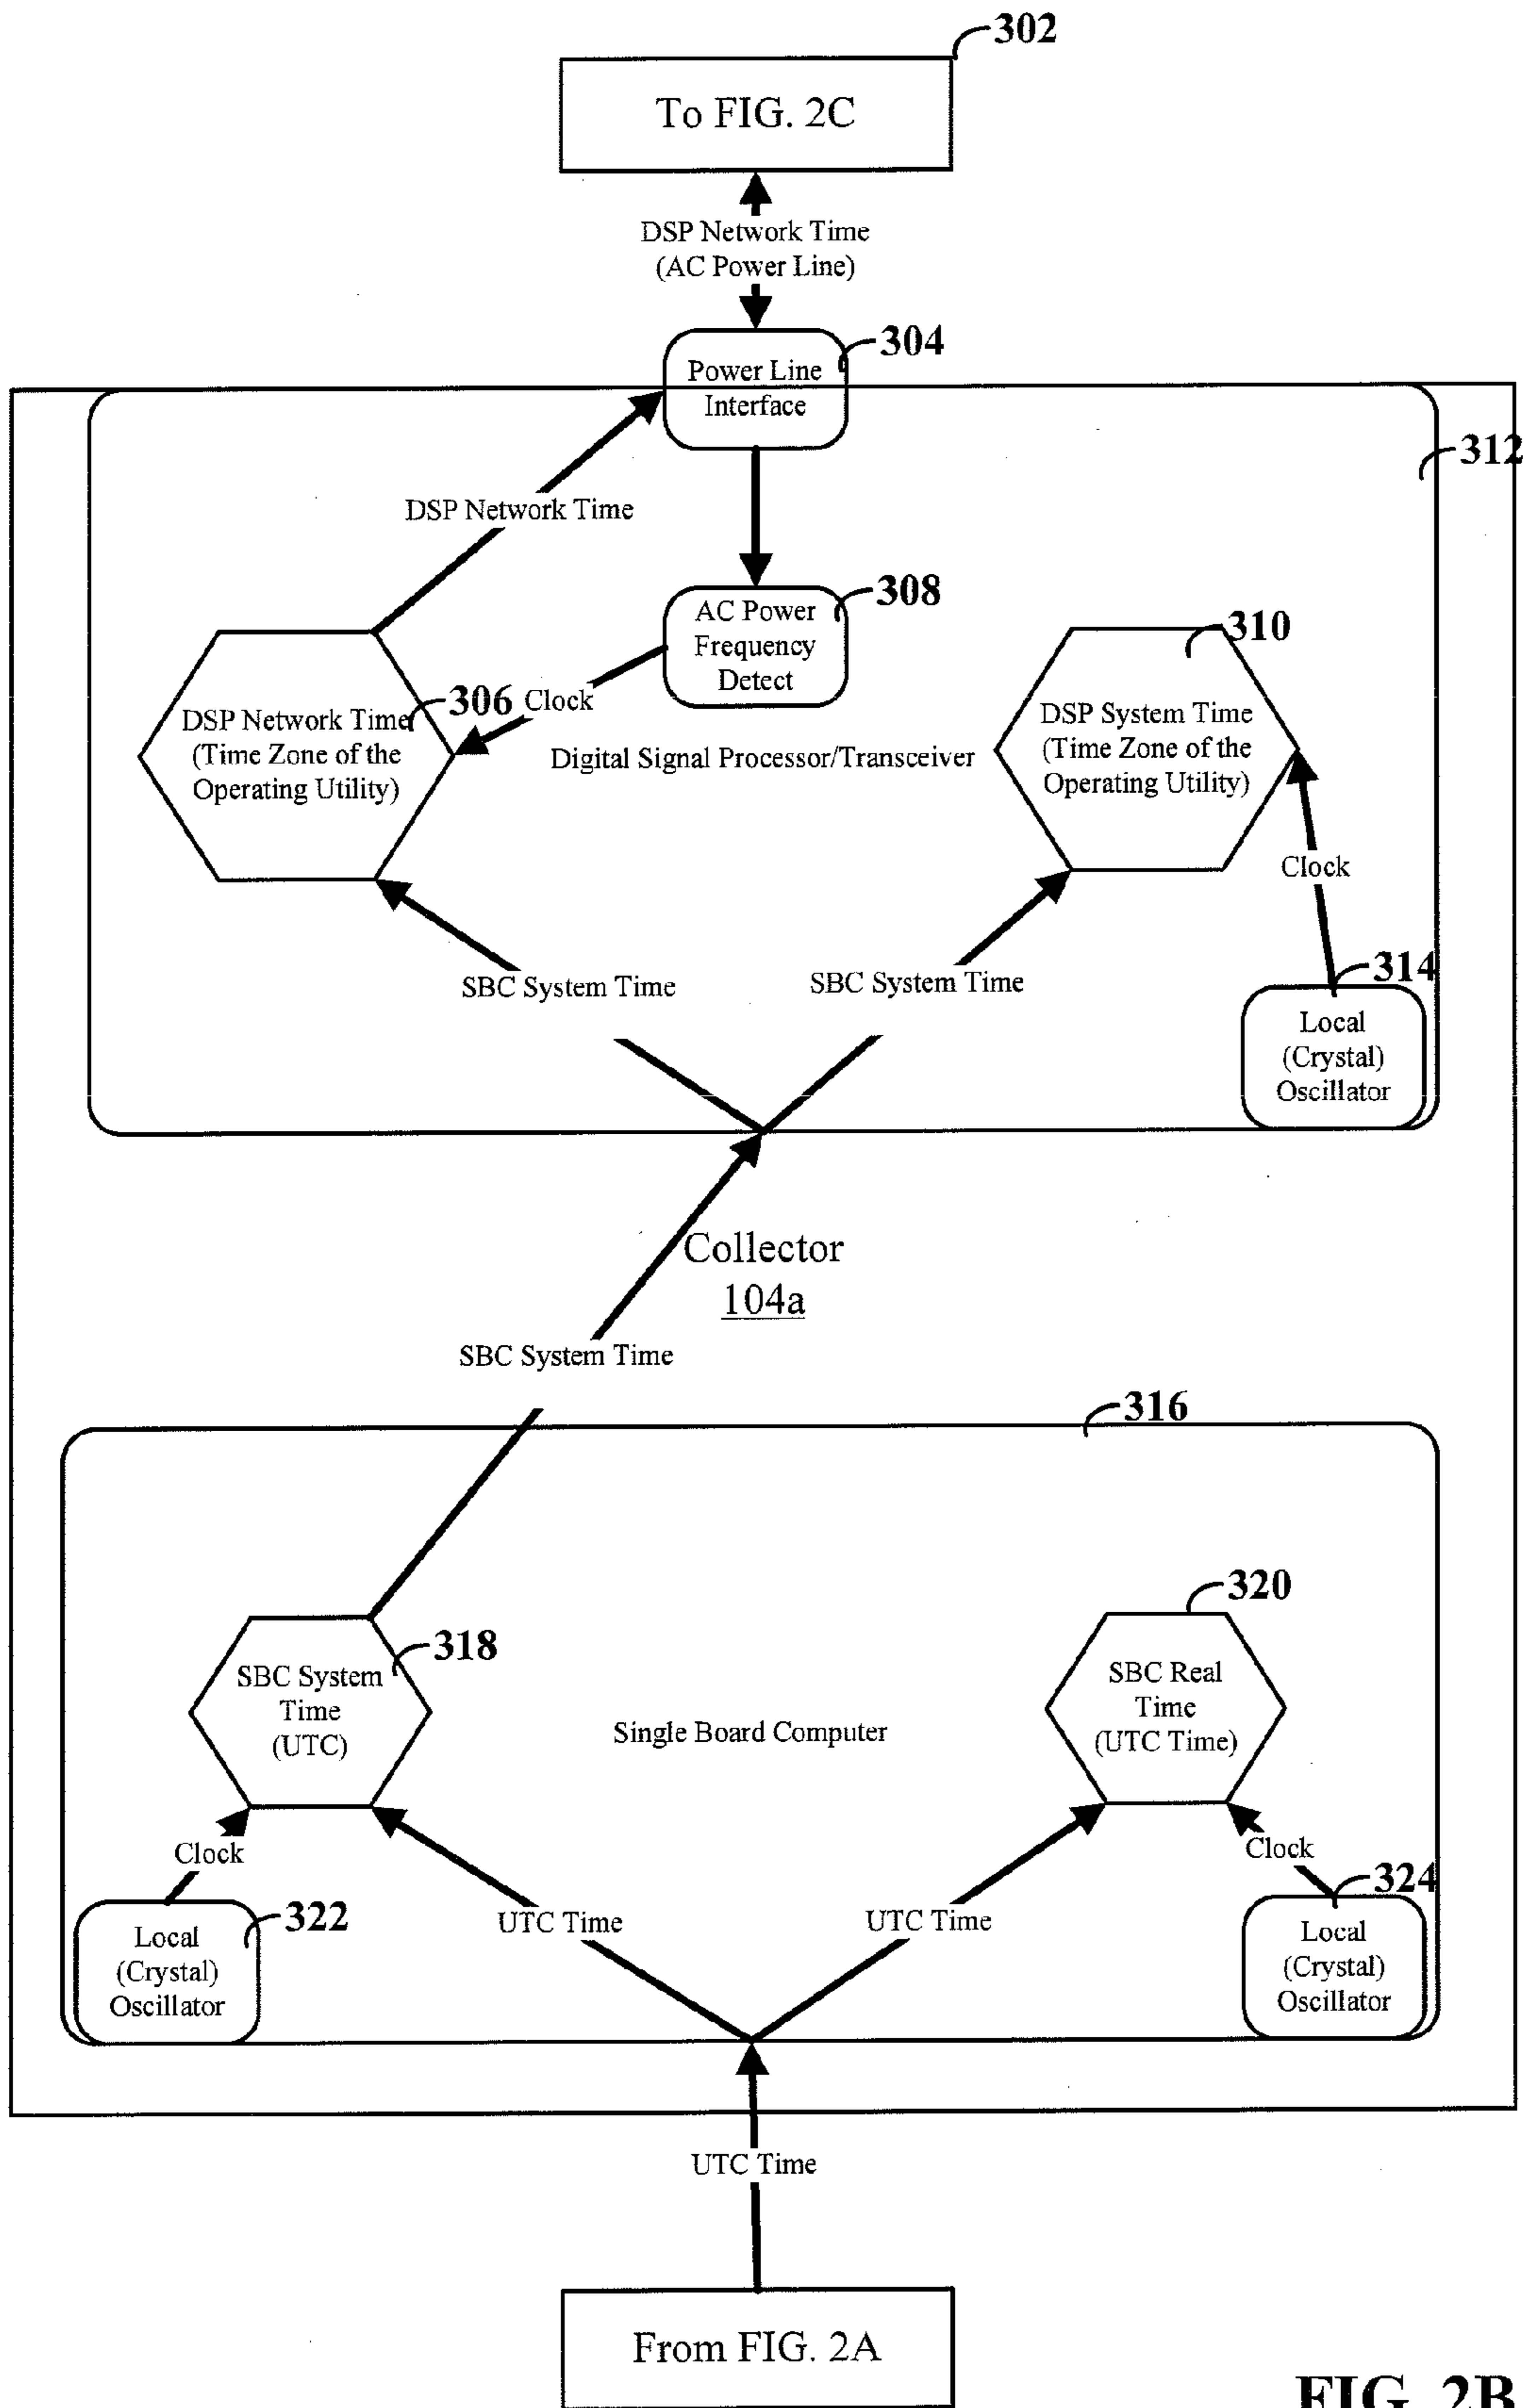 302
To FIG. 2C
DSP Network Time
(AC Power Line)
304
Power Line
Interface
312
DSP Network Time
308
AC Power
Frequency
Detect
310
306
Clock
DSP Network Time
(Time Zone of the
Operating Utility)
Digital Signal Processor/Transceiver
DSP System Time
(Time Zone of the
Operating Utility)
Clock
SBC System Time
SBC System Time
314
Local
(Crystal)
Oscillator
Collector
104a
SBC System Time
316
320
318
SBC System
Time
(UTC)
Single Board Computer
SBC Real
Time
(UTC Time)
Clock
Clock
322
324
Local
(Crystal)
Oscillator
UTC Time
UTC Time
Local
(Crystal)
Oscillator
UTC Time
From FIG. 2A
FIG. 2B